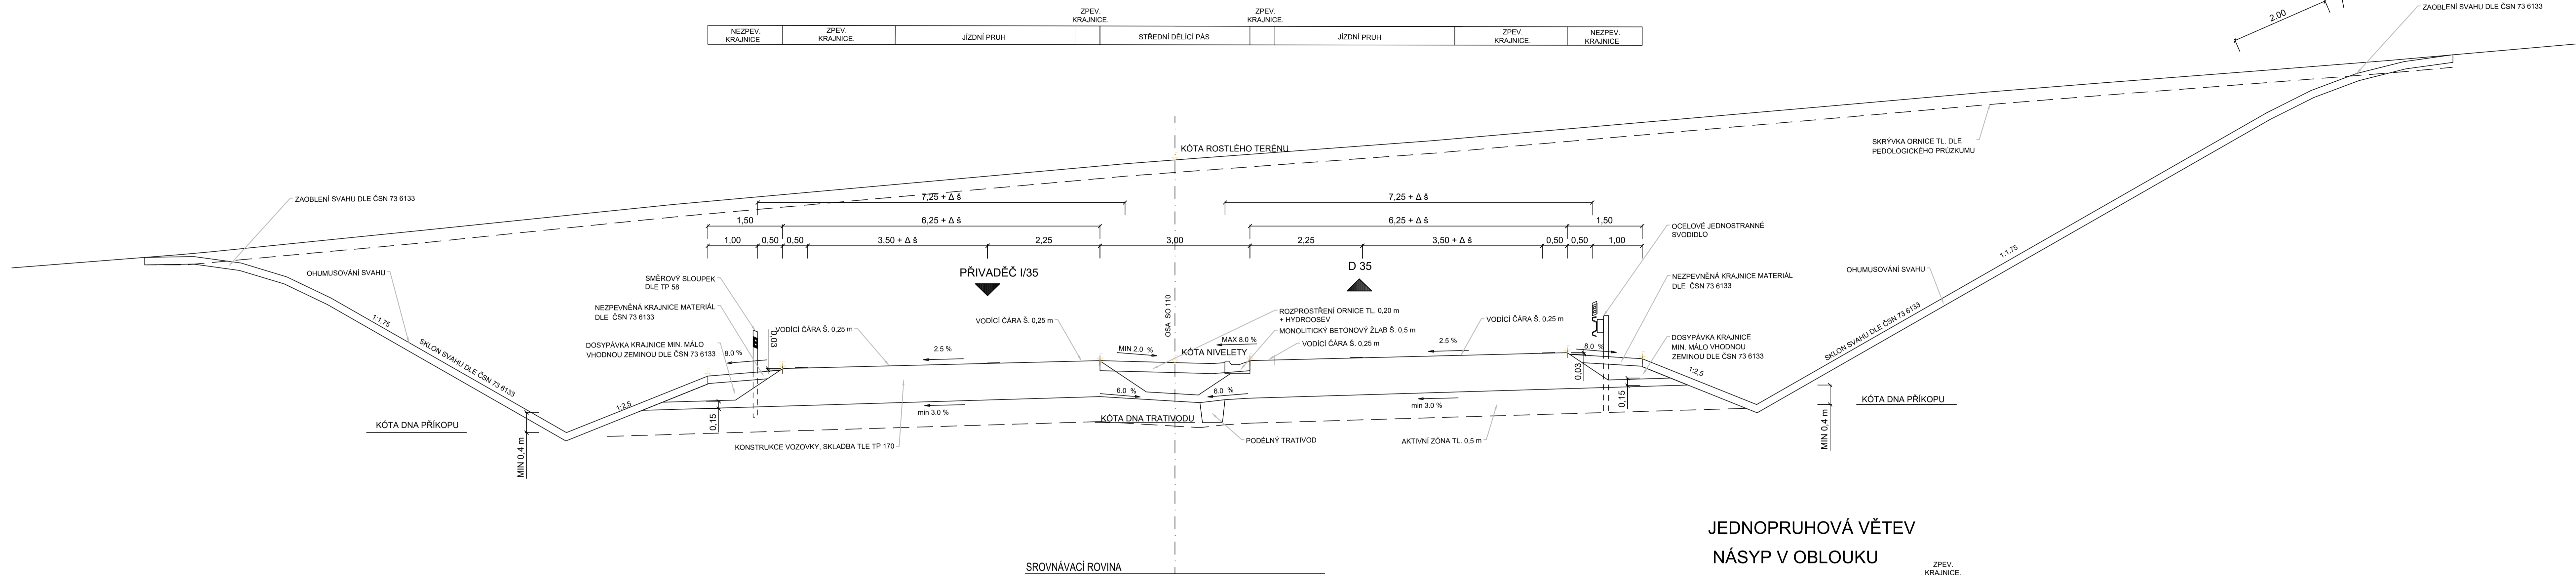 ZPEV.
KRAJNICE.
ZPEV.
KRAJNICE.
NEZPEV.
KRAJNICE
ZPEV.
KRAJNICE.
JÍZDNÍ PRUH
STŘEDNÍ DĚLÍCÍ PÁS
JÍZDNÍ PRUH
ZPEV.
KRAJNICE.
NEZPEV.
KRAJNICE
2,00
ZAOBLENÍ SVAHU DLE ČSN 73 6133
KÓTA ROSTLÉHO TERÉNU
SKRÝVKA ORNICE TL. DLE
PEDOLOGICKÉHO PRŮZKUMU
ZAOBLENÍ SVAHU DLE ČSN 73 6133
7,25 + Δ š
7,25 + Δ š
1,50
6,25 + Δ š
6,25 + Δ š
1,50
1,00
0,50
0,50
3,50 + Δ š
2,25
3,00
2,25
3,50 + Δ š
0,50
0,50
1,00
OCELOVÉ JEDNOSTRANNÉ
SVODIDLO
1:1,75
OHUMUSOVÁNÍ SVAHU
SMĚROVÝ SLOUPEK
DLE TP 58
PŘIVADĚČ I/35
D 35
NEZPEVNĚNÁ KRAJNICE MATERIÁL
DLE  ČSN 73 6133
OHUMUSOVÁNÍ SVAHU
NEZPEVNĚNÁ KRAJNICE MATERIÁL
DLE  ČSN 73 6133
OSA  SO 110
ROZPROSTŘENÍ ORNICE TL. 0,20 m
+ HYDROOSEV
MONOLITICKÝ BETONOVÝ ŽLAB Š. 0,5 m
VODÍCÍ ČÁRA Š. 0,25 m
1:1,75
VODÍCÍ ČÁRA Š. 0,25 m
VODÍCÍ ČÁRA Š. 0,25 m
VODÍCÍ ČÁRA Š. 0,25 m
SKLON SVAHU DLE ČSN 73 6133
DOSYPÁVKA KRAJNICE MIN. MÁLO
VHODNOU ZEMINOU DLE ČSN 73 6133
8.0 %
0,03
2.5 %
MIN 2.0 %
MAX 8.0 %
KÓTA NIVELETY
2.5 %
8.0 %
0,03
DOSYPÁVKA KRAJNICE
MIN. MÁLO VHODNOU
ZEMINOU DLE ČSN 73 6133
SKLON SVAHU DLE ČSN 73 6133
1:2,5
1:2,5
6.0 %
6.0 %
min 3.0 %
min 3.0 %
0,15
0,15
KÓTA DNA PŘÍKOPU
KÓTA DNA TRATIVODU
KÓTA DNA PŘÍKOPU
MIN 0,4 m
MIN 0,4 m
KONSTRUKCE VOZOVKY, SKLADBA TLE TP 170
PODÉLNÝ TRATIVOD
AKTIVNÍ ZÓNA TL. 0,5 m
JEDNOPRUHOVÁ VĚTEV
NÁSYP V OBLOUKU
SROVNÁVACÍ ROVINA
ZPEV.
KRAJNICE.